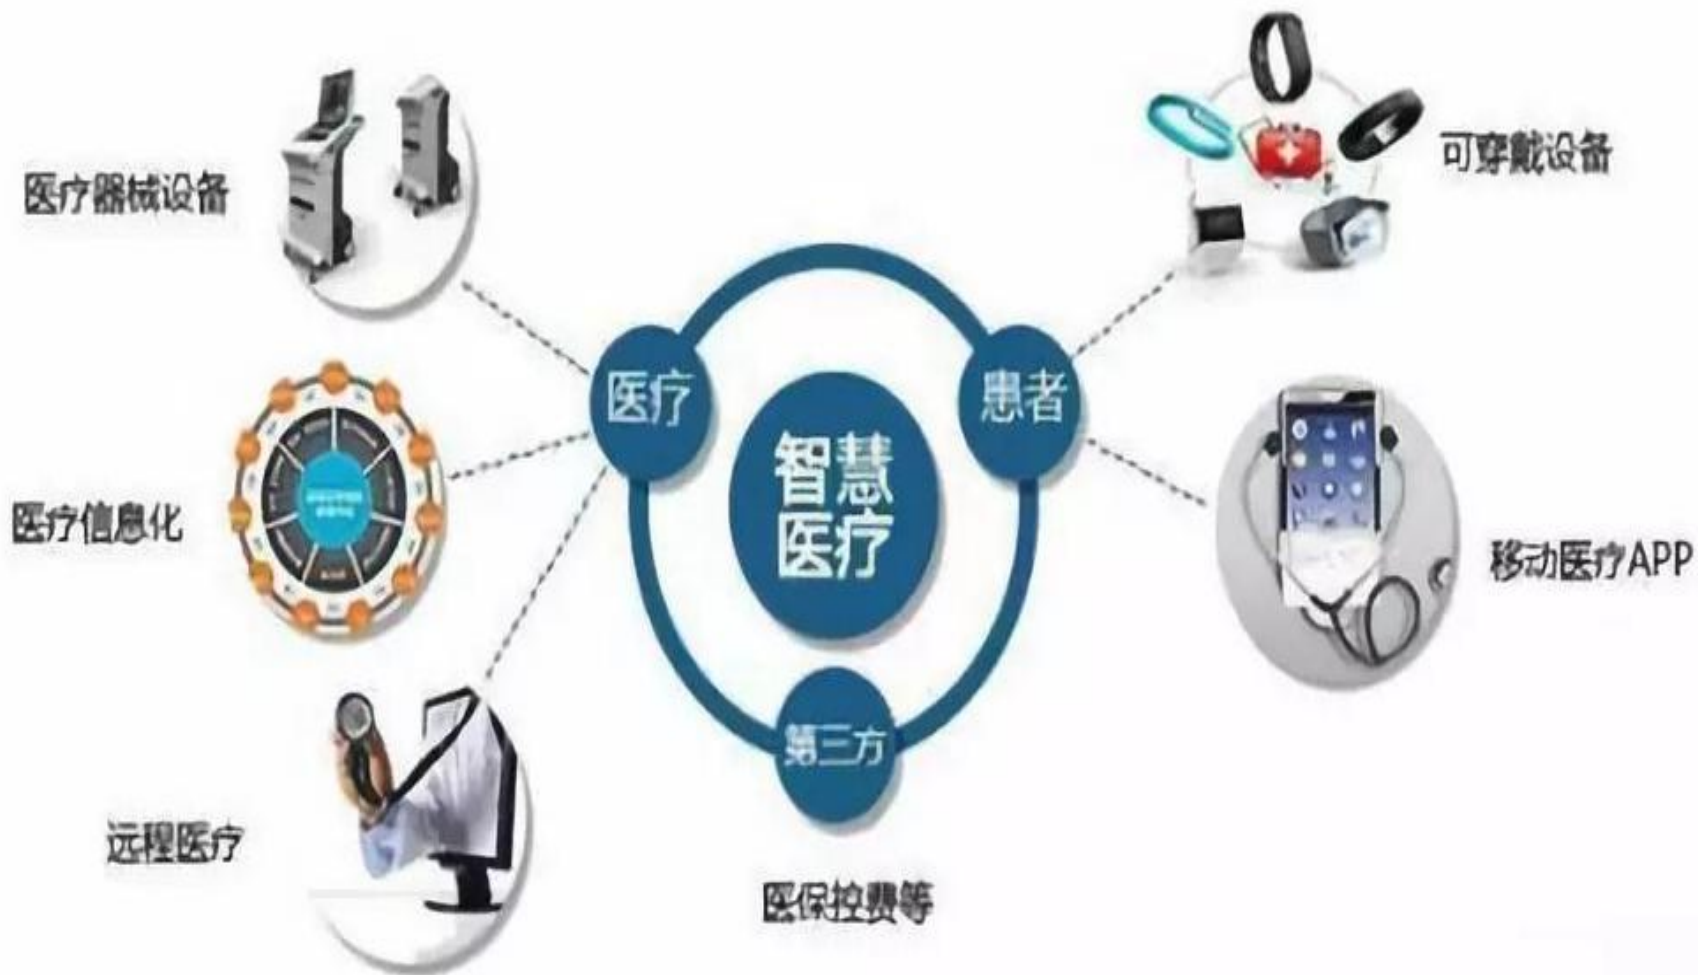 医疗器械设备
可穿戴设备
医疗
患者
智慧
医疗
医疗信息化
移动医疗APP
第三方
远程医疗
医保控费等